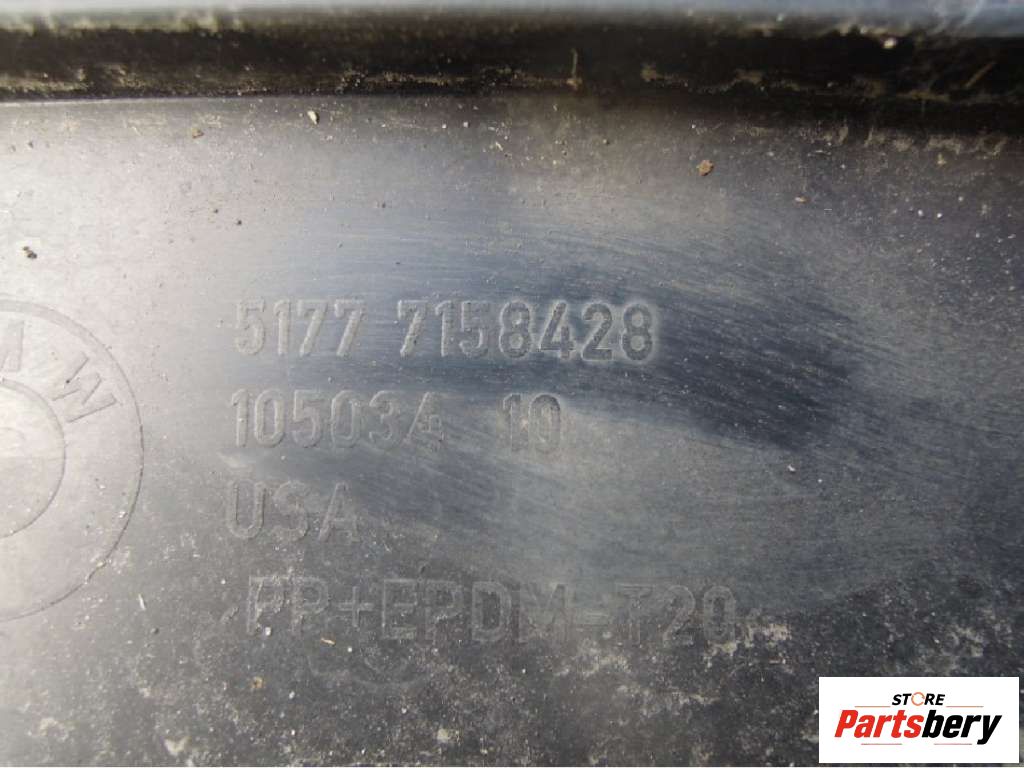 5177 7158428
105034 10
USA
PP+EPDM-T20
M W
STORE
Partsbery